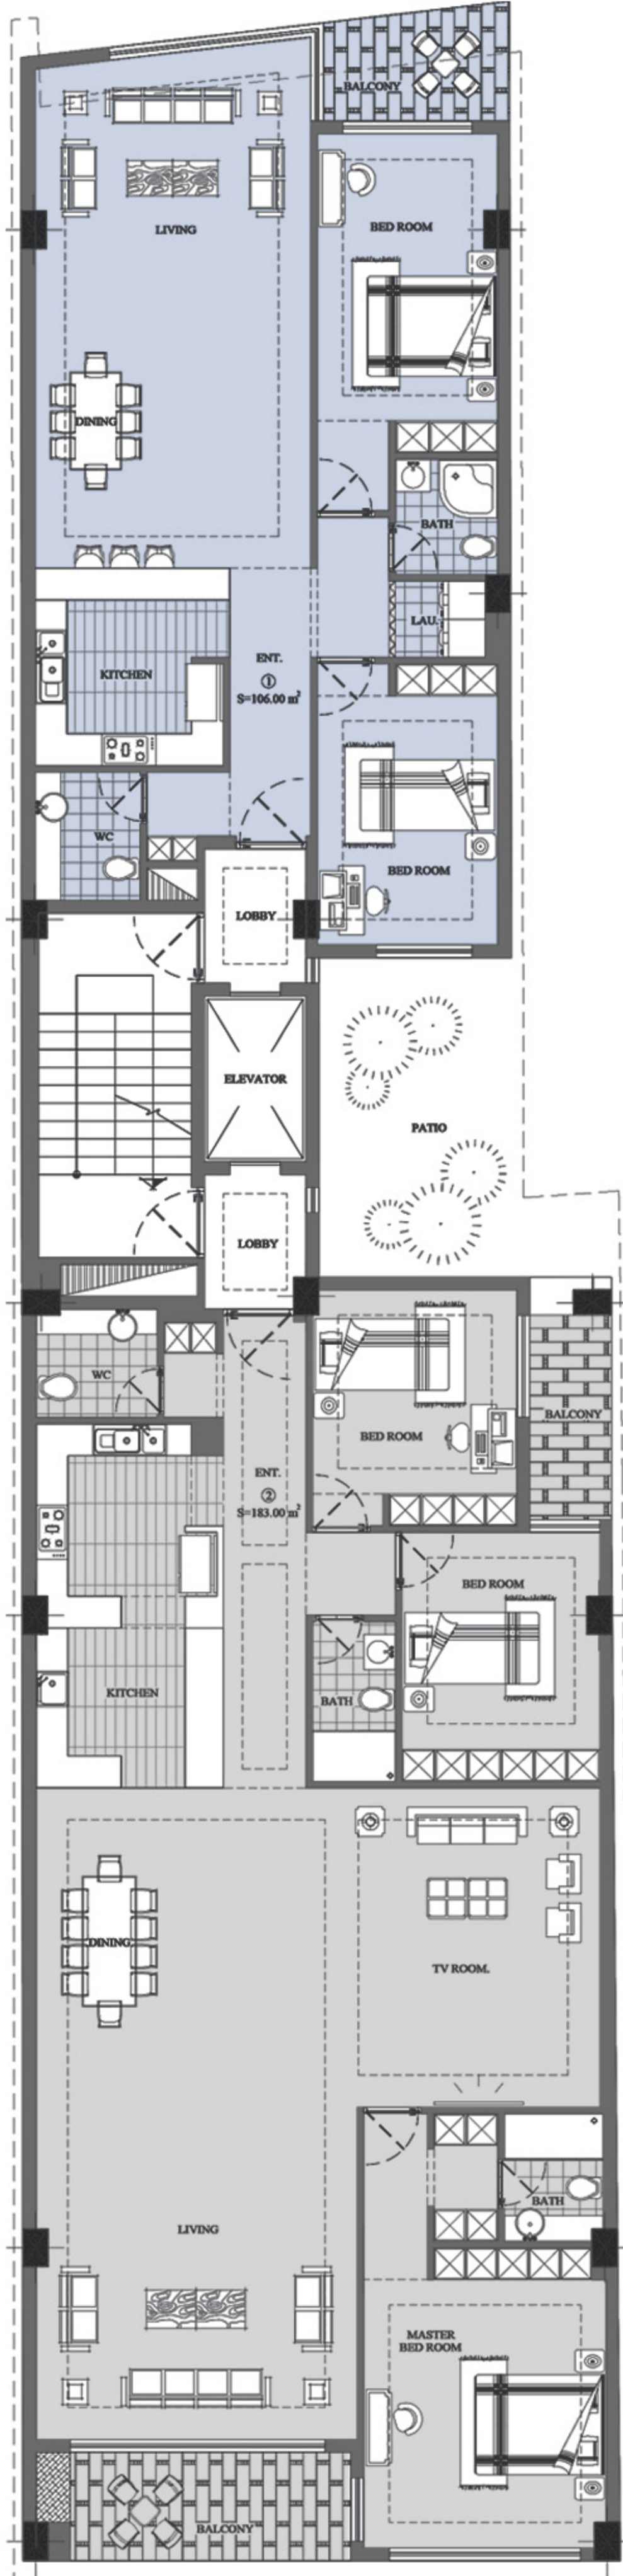 BALCONY
LIVING
BED ROOM
DINING
BATH
LAU.
ENT.
①
S=106.00 m²
KITCHEN
WC
BED ROOM
LOBBY
ELEVATOR
PATIO
LOBBY
WC
BALCONY
BED ROOM
ENT.
②
S=183.00 m²
BED ROOM
KITCHEN
BATH
DINING
TV ROOM.
BATH
LIVING
MASTER
BED ROOM
BALCONY